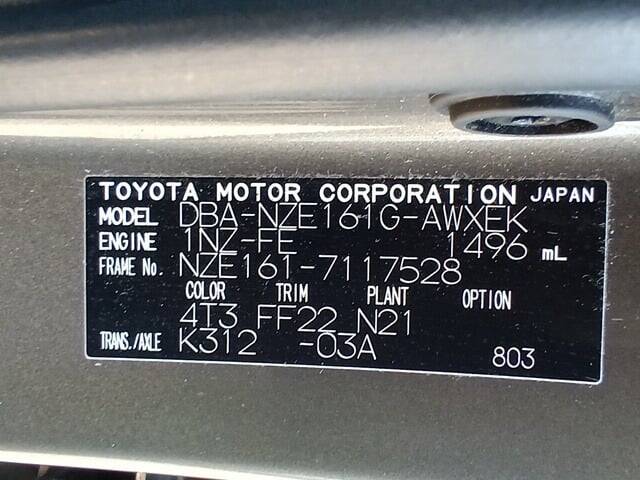 TOYOTA MOTOR CORPORATION JAPAN
MODEL DBA-NZE161G-AWXEK
ENGINE 1NZ-FE 1496 mL
FRAME No. NZE161-7117528
COLOR TRIM PLANT OPTION
4T3 FF22 N21
TRANS./AXLE K312 -03A 803